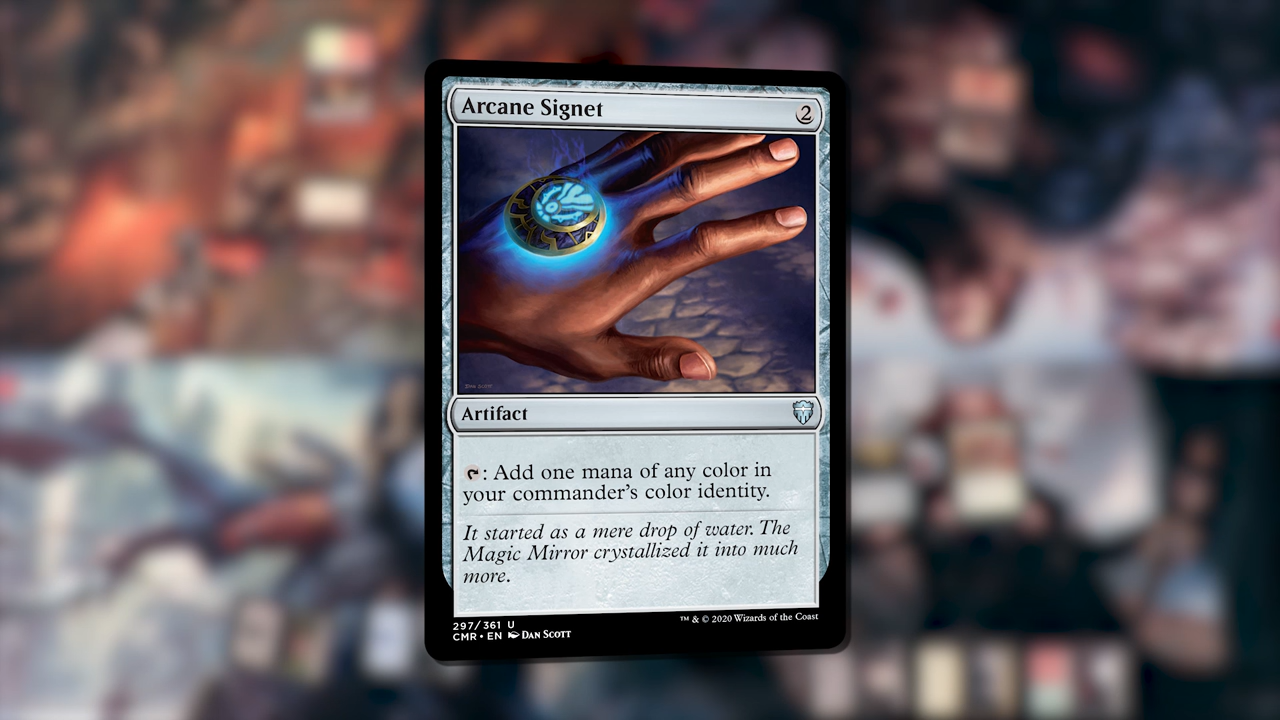 Arcane Signet 2
DAN SCOTT
Artifact
: Add one mana of any color in
your commander's color identity.
It started as a mere drop of water. The
Magic Mirror crystallized it into much
more.
297/361 U
CMR • EN DAN SCOTT
™ & © 2020 Wizards of the Coast